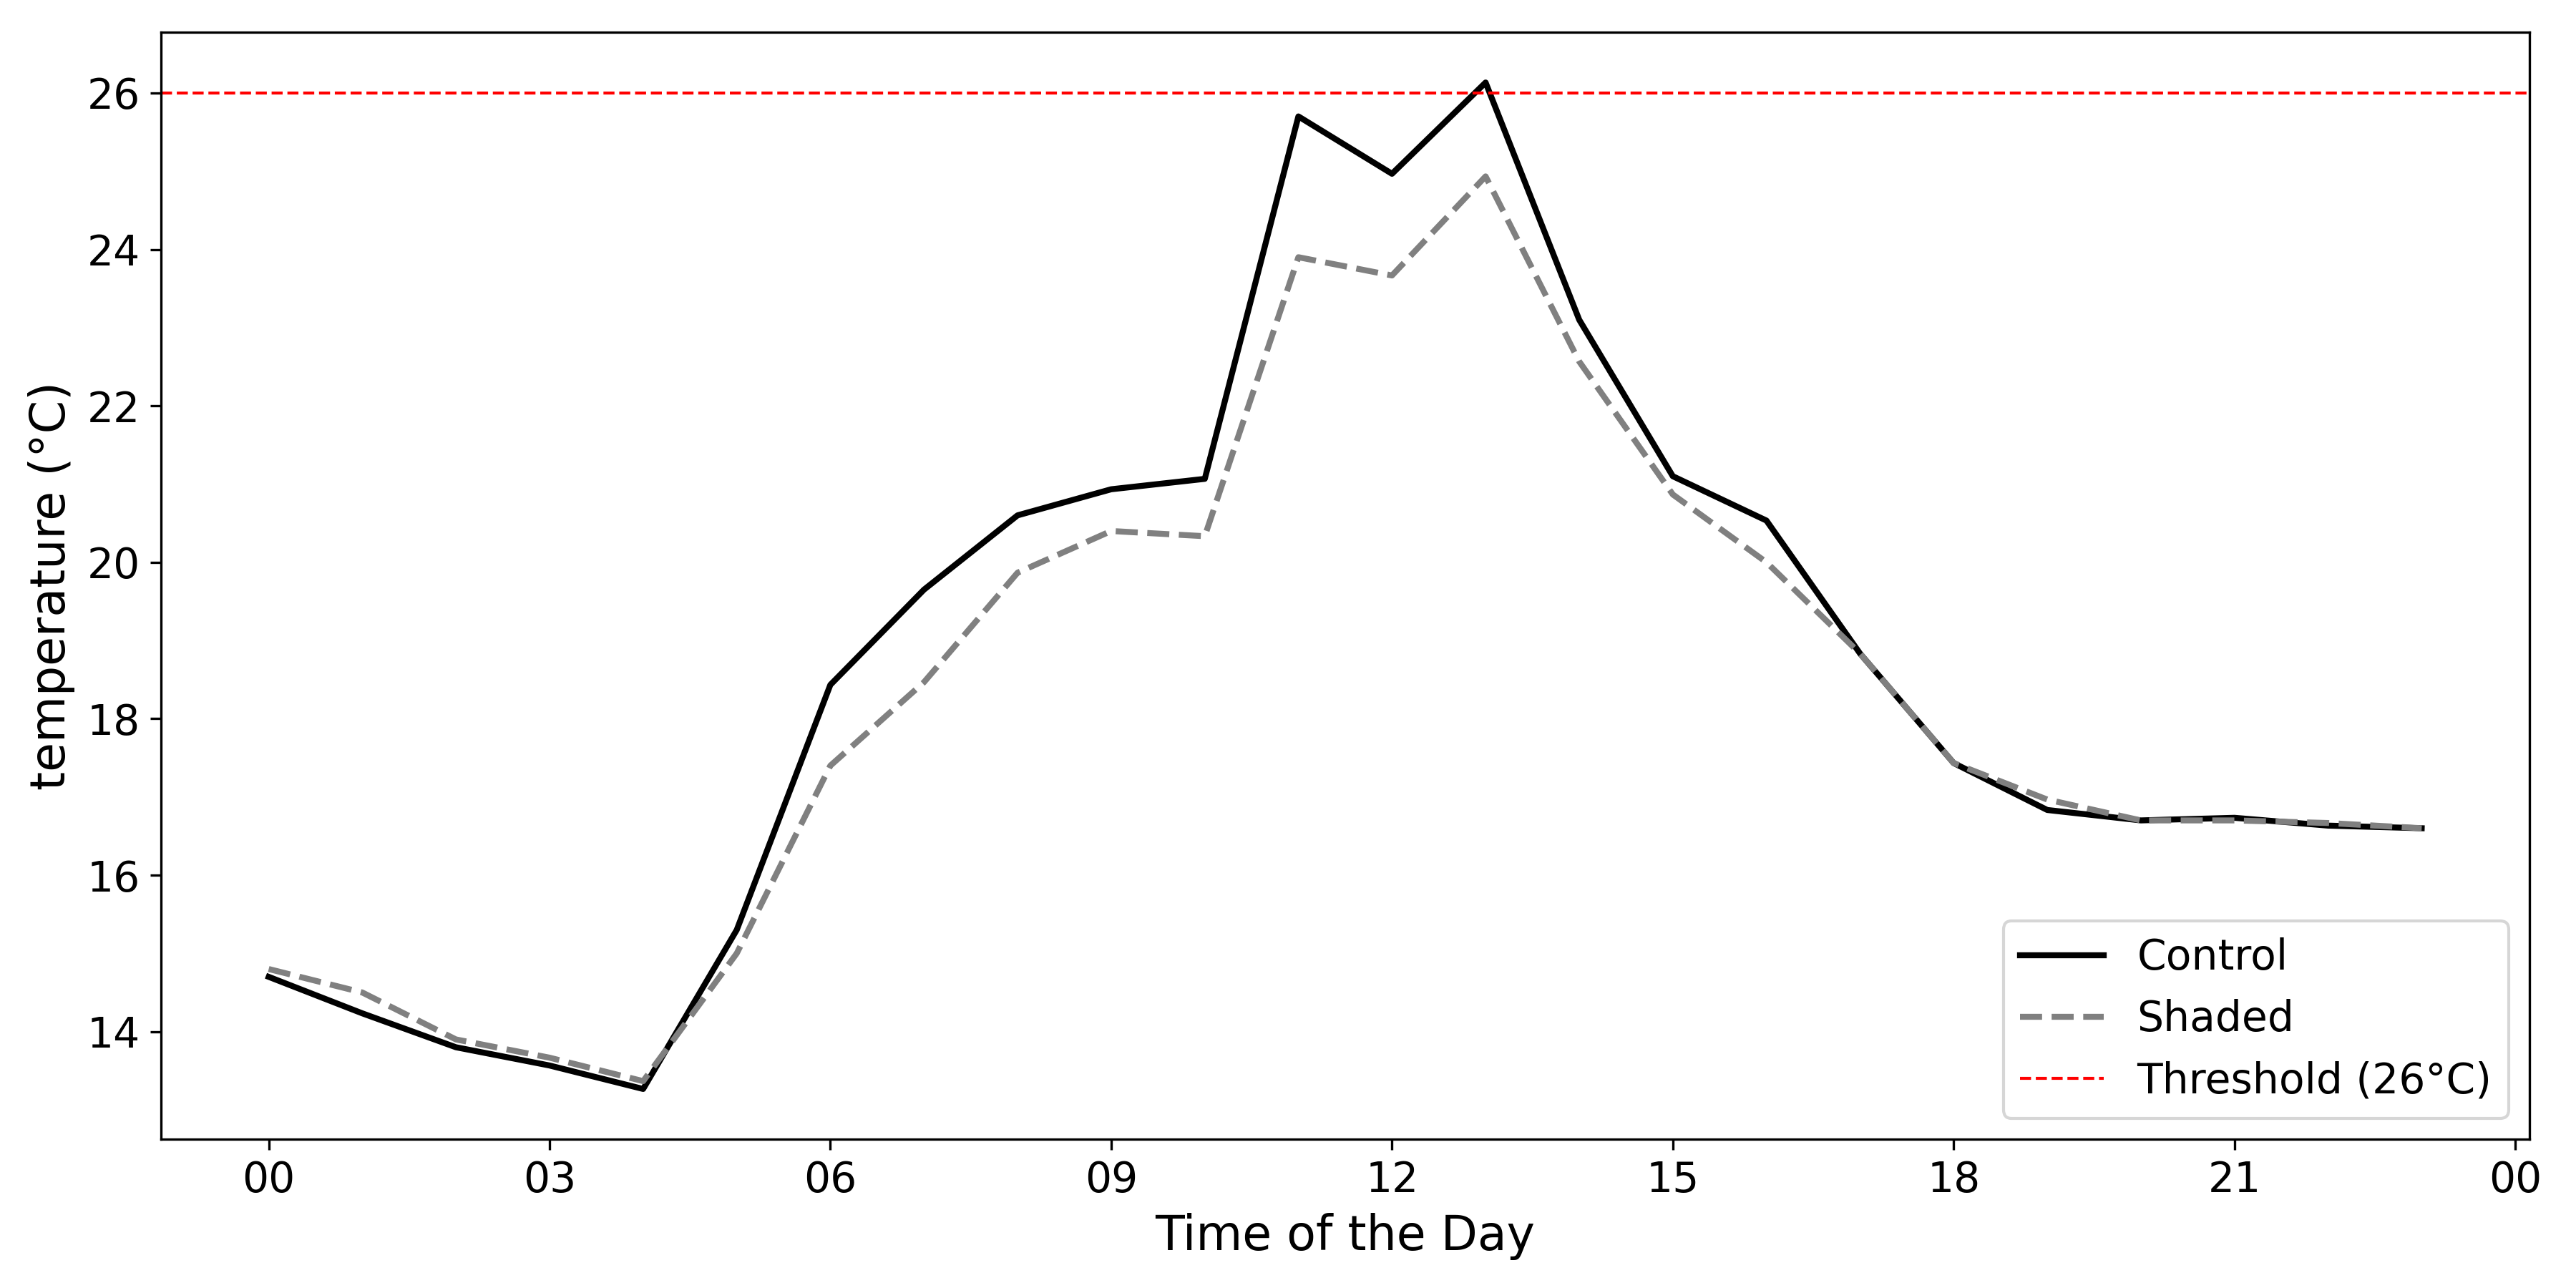 temperature (°C)
26
24
22
20
18
16
14
Control
Shaded
Threshold (26°C)
00 03 06 09 12 15 18 21 00
Time of the Day